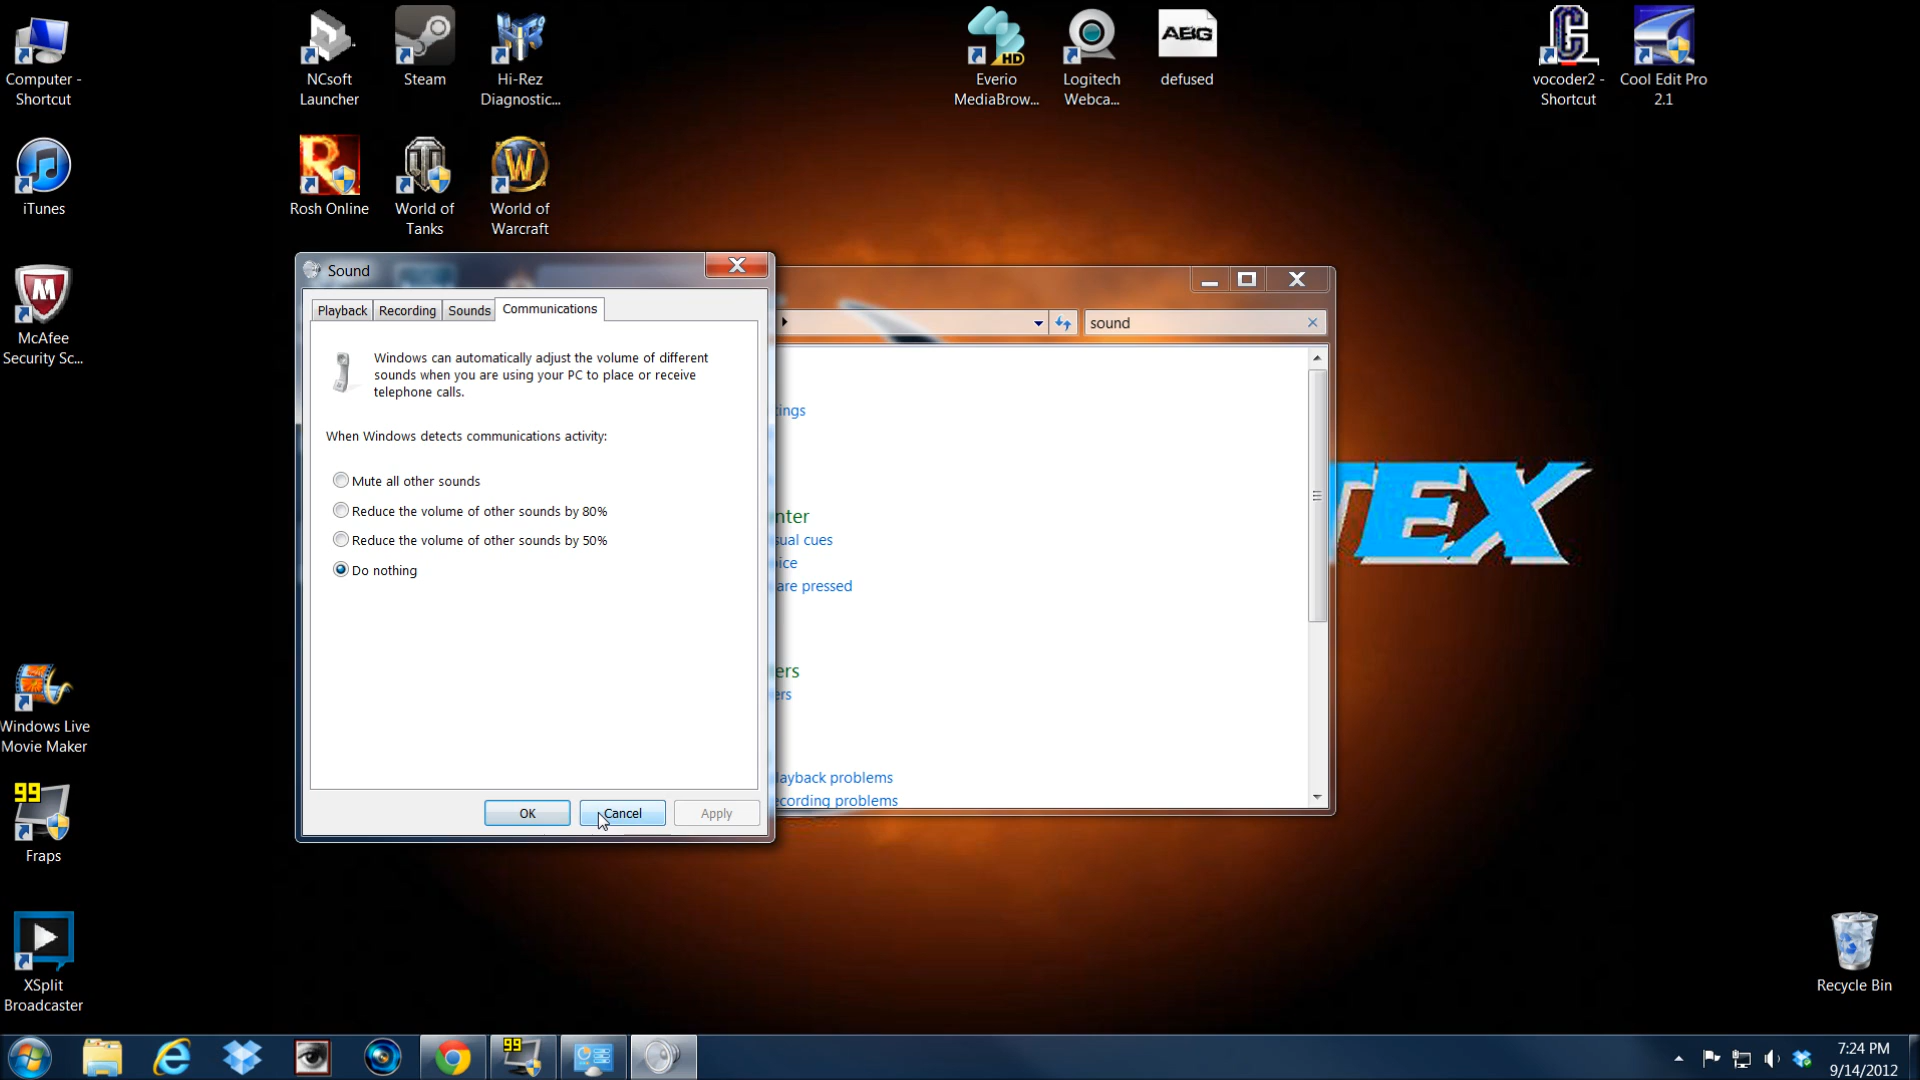 Computer -
Shortcut
NCsoft
Launcher
Steam
Hi-Rez
Diagnostic...
HD
Everio
MediaBrow...
Logitech
Webca...
ABG
defused
vocoder2 -
Shortcut
Cool Edit Pro
2.1
iTunes
Rosh Online
World of
Tanks
World of
Warcraft
McAfee
Security Sc...
Sound
Playback
Recording
Sounds
Communications
Windows can automatically adjust the volume of different
sounds when you are using your PC to place or receive
telephone calls.
When Windows detects communications activity:
Mute all other sounds
Reduce the volume of other sounds by 80%
Reduce the volume of other sounds by 50%
Do nothing
OK
Cancel
Apply
sound
ings
nter
sual cues
ice
are pressed
ers
ers
layback problems
ecording problems
TEX
Windows Live
Movie Maker
99
Fraps
XSplit
Broadcaster
Recycle Bin
99
7:24 PM
9/14/2012